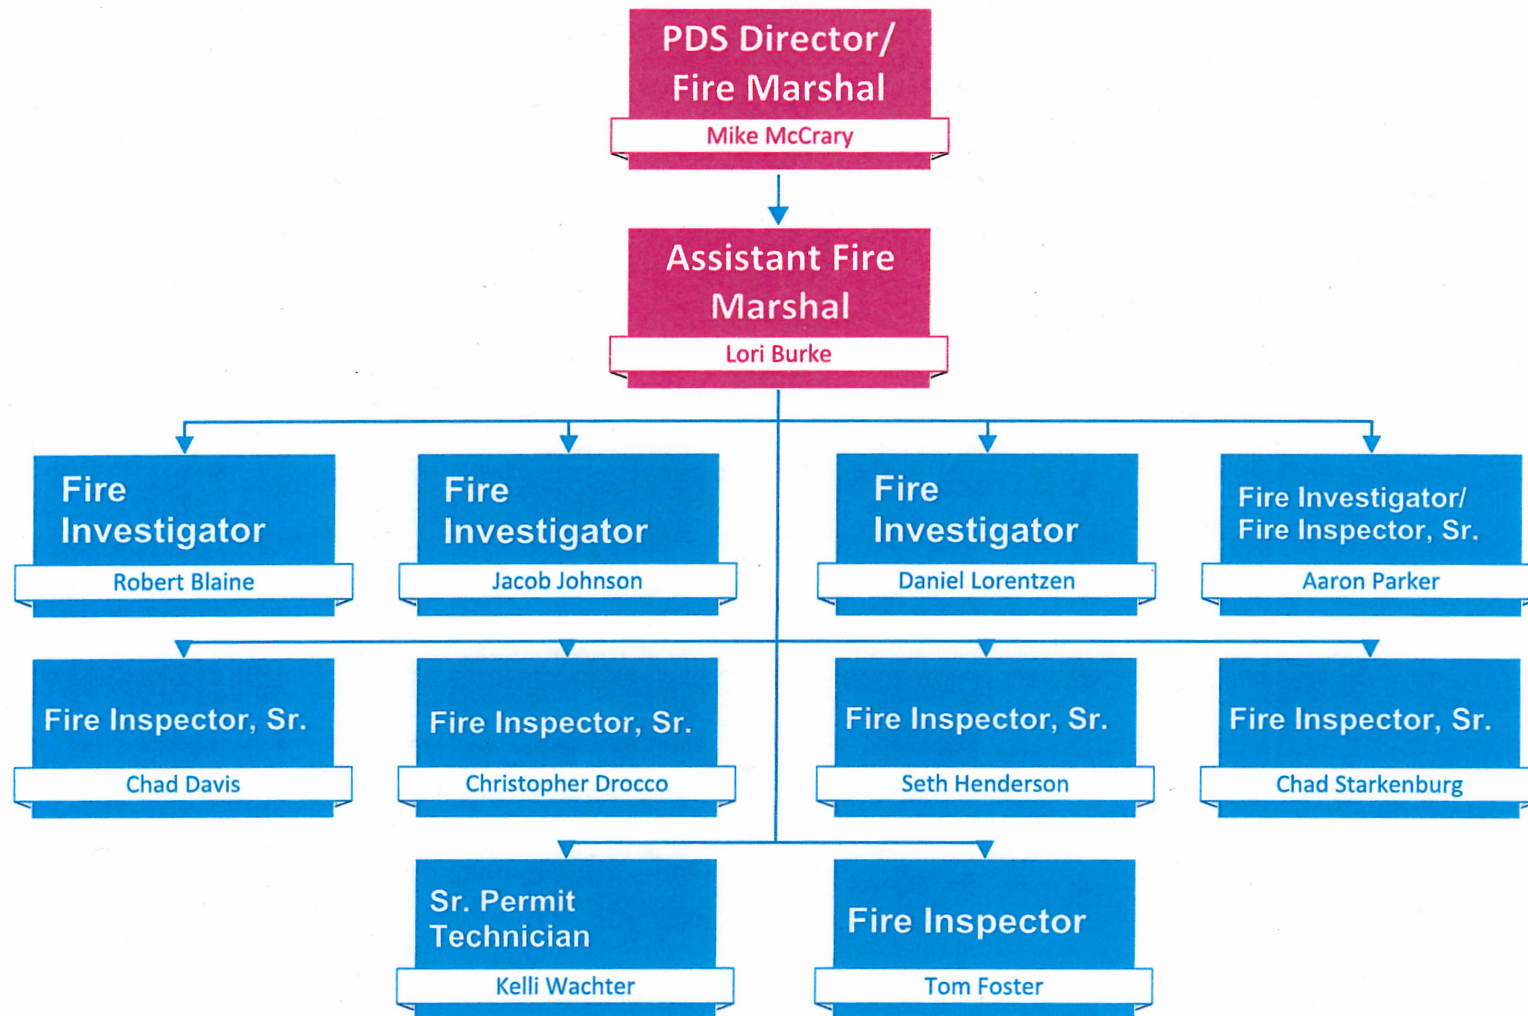 PDS Director/
Fire Marshal
Mike McCrary
Assistant Fire
Marshal
Lori Burke
Fire
Investigator
Robert Blaine
Fire
Investigator
Jacob Johnson
Fire
Investigator
Daniel Lorentzen
Fire Investigator/
Fire Inspector, Sr.
Aaron Parker
Fire Inspector, Sr.
Chad Davis
Fire Inspector, Sr.
Christopher Drocco
Fire Inspector, Sr.
Seth Henderson
Fire Inspector, Sr.
Chad Starkenburg
Sr. Permit
Technician
Kelli Wachter
Fire Inspector
Tom Foster